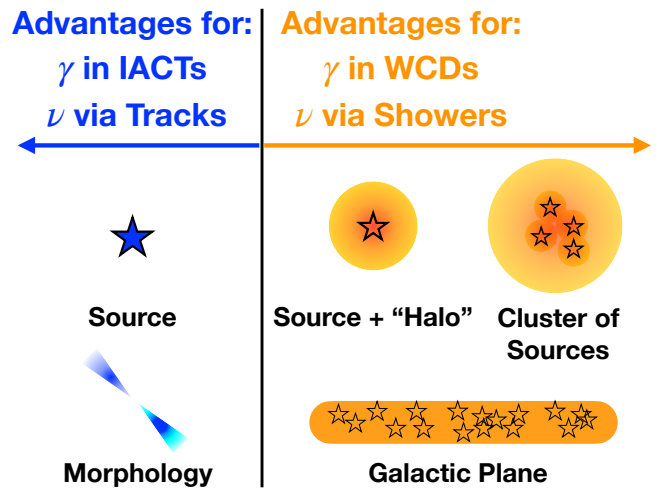 Advantages for:
γ in IACTs
ν via Tracks
Advantages for:
γ in WCDs
ν via Showers
Source
Source + “Halo”
Cluster of
Sources
Morphology
Galactic Plane